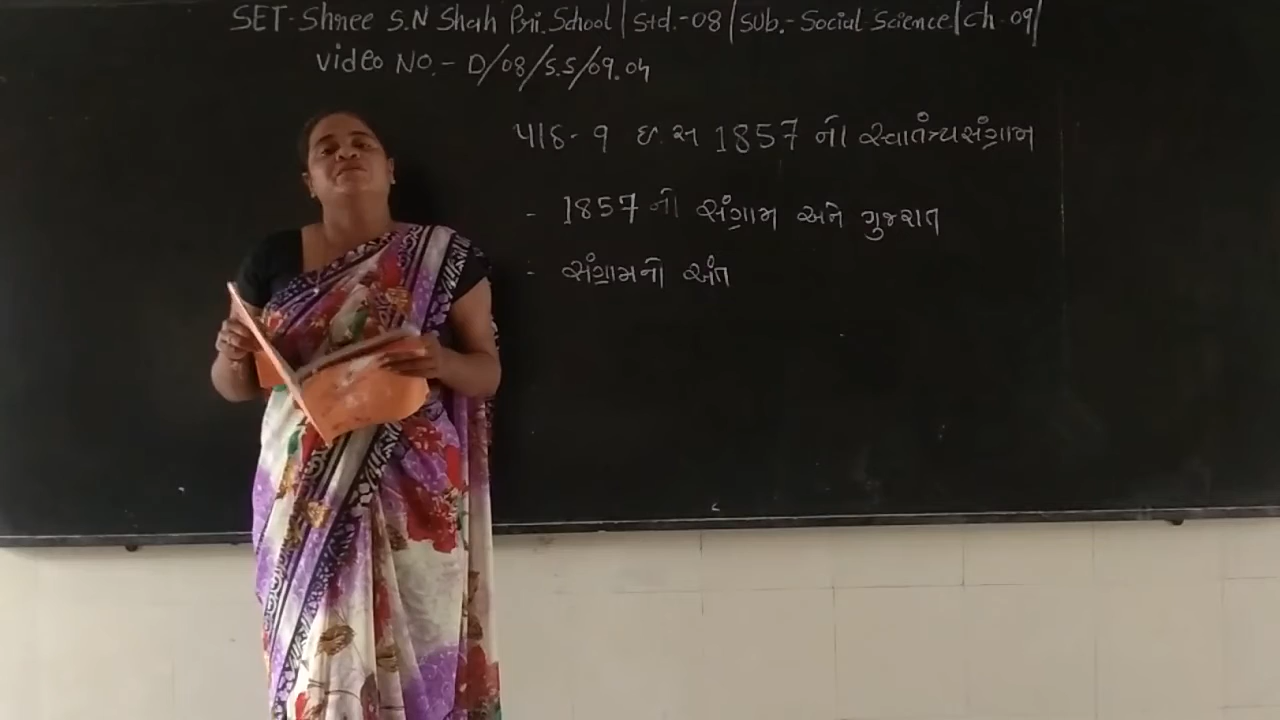 SET-Shree S.N Shah Pri.School/Std.-08/Sub.-Social Science/Ch-09/
Video No.- D/08/S.S/09.04
પાઠ-૧ ઇ.સ 1857 નો સ્વાતંત્ર્યસંગ્રામ
- 1857 નો સંગ્રામ અને ગુજરાત
- સંગ્રામનો અંત